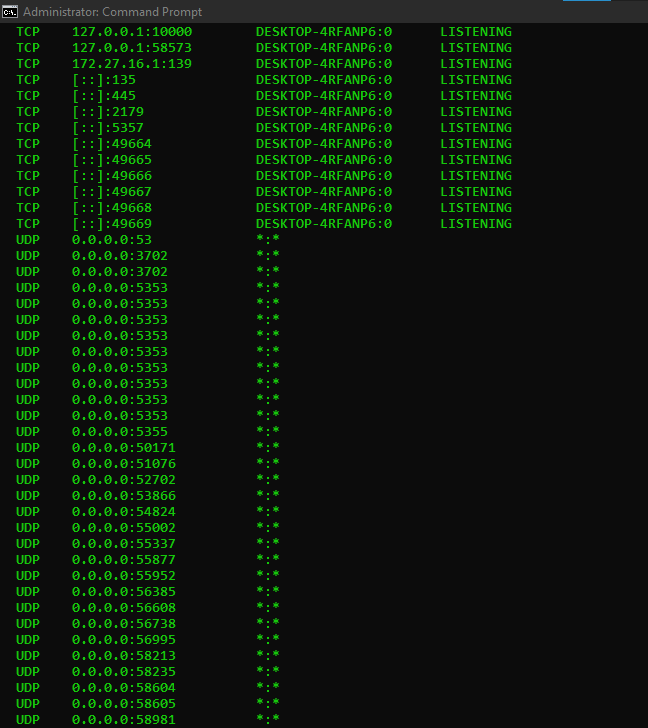 Administrator: Command Prompt
TCP 127.0.0.1:10000 DESKTOP-4RFANP6:0 LISTENING
TCP 127.0.0.1:58573 DESKTOP-4RFANP6:0 LISTENING
TCP 172.27.16.1:139 DESKTOP-4RFANP6:0 LISTENING
TCP [::]:135 DESKTOP-4RFANP6:0 LISTENING
TCP [::]:445 DESKTOP-4RFANP6:0 LISTENING
TCP [::]:2179 DESKTOP-4RFANP6:0 LISTENING
TCP [::]:5357 DESKTOP-4RFANP6:0 LISTENING
TCP [::]:49664 DESKTOP-4RFANP6:0 LISTENING
TCP [::]:49665 DESKTOP-4RFANP6:0 LISTENING
TCP [::]:49666 DESKTOP-4RFANP6:0 LISTENING
TCP [::]:49667 DESKTOP-4RFANP6:0 LISTENING
TCP [::]:49668 DESKTOP-4RFANP6:0 LISTENING
TCP [::]:49669 DESKTOP-4RFANP6:0 LISTENING
UDP 0.0.0.0:53 *:*
UDP 0.0.0.0:3702 *:*
UDP 0.0.0.0:3702 *:*
UDP 0.0.0.0:5353 *:*
UDP 0.0.0.0:5353 *:*
UDP 0.0.0.0:5353 *:*
UDP 0.0.0.0:5353 *:*
UDP 0.0.0.0:5353 *:*
UDP 0.0.0.0:5353 *:*
UDP 0.0.0.0:5353 *:*
UDP 0.0.0.0:5353 *:*
UDP 0.0.0.0:5353 *:*
UDP 0.0.0.0:5355 *:*
UDP 0.0.0.0:50171 *:*
UDP 0.0.0.0:51076 *:*
UDP 0.0.0.0:52702 *:*
UDP 0.0.0.0:53866 *:*
UDP 0.0.0.0:54824 *:*
UDP 0.0.0.0:55002 *:*
UDP 0.0.0.0:55337 *:*
UDP 0.0.0.0:55877 *:*
UDP 0.0.0.0:55952 *:*
UDP 0.0.0.0:56385 *:*
UDP 0.0.0.0:56608 *:*
UDP 0.0.0.0:56738 *:*
UDP 0.0.0.0:56995 *:*
UDP 0.0.0.0:58213 *:*
UDP 0.0.0.0:58235 *:*
UDP 0.0.0.0:58604 *:*
UDP 0.0.0.0:58605 *:*
UDP 0.0.0.0:58981 *:*